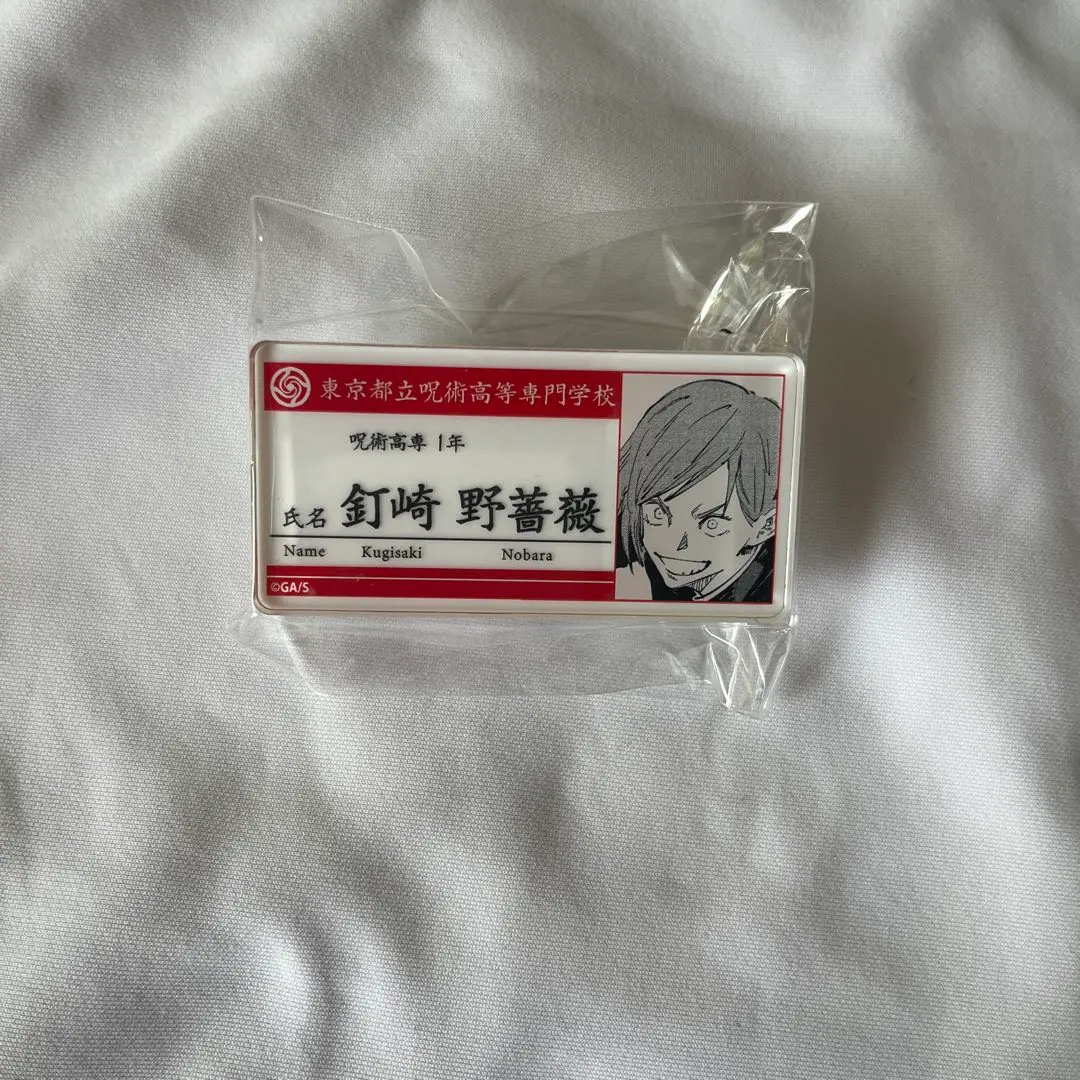 東京都立呪術高等専門学校
呪術高専 1年
氏名 釘崎 野薔薇
Name Kugisaki Nobara
©GA/S